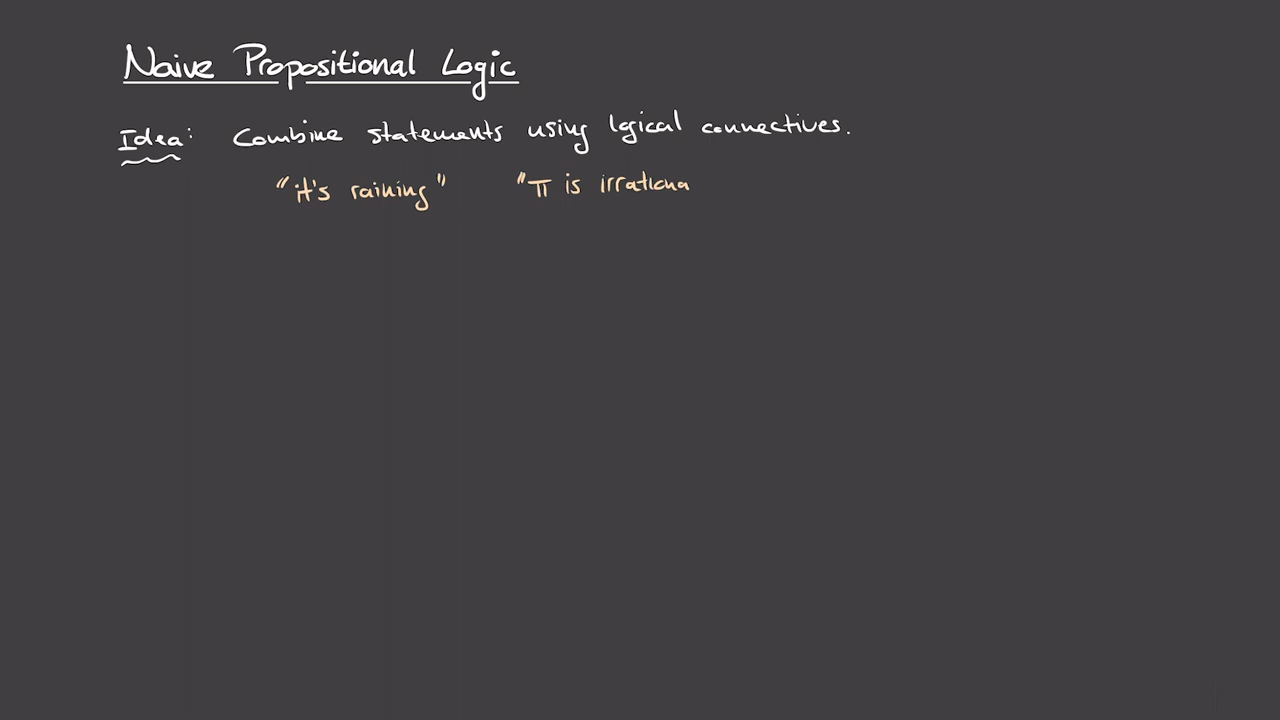 Naive Propositional Logic
Idea: Combine statements using logical connectives.
"it's raining" "π is irrationa